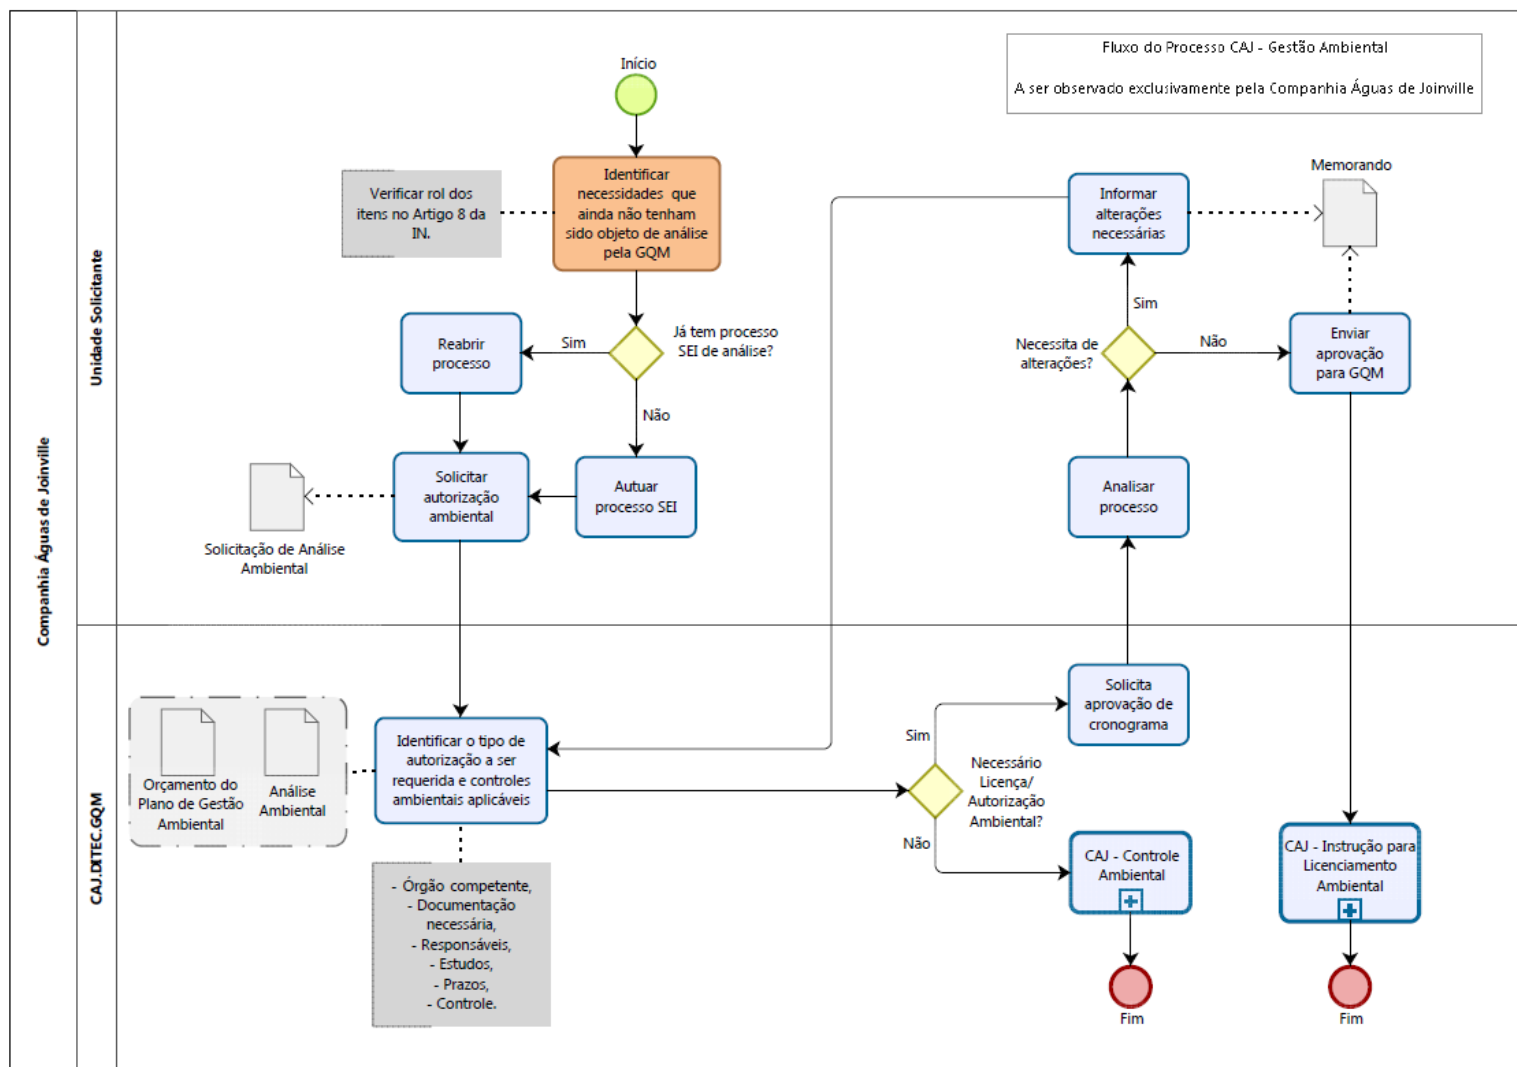 Companhia Águas de Joinville
Unidade Solicitante
CAJ.DITEC.GQM
Fluxo do Processo CAJ - Gestão Ambiental
A ser observado exclusivamente pela Companhia Águas de Joinville
Início
Identificar
necessidades que
ainda não tenham
sido objeto de análise
pela GQM
Verificar rol dos
itens no Artigo 8 da
IN.
Já tem processo
SEI de análise?
Sim
Não
Reabrir
processo
Autuar
processo SEI
Solicitar
autorização
ambiental
Solicitação de Análise
Ambiental
Informar
alterações
necessárias
Memorando
Sim
Necessita de
alterações?
Não
Enviar
aprovação
para GQM
Analisar
processo
Solicita
aprovação de
cronograma
Orçamento do
Plano de Gestão
Ambiental
Análise
Ambiental
Identificar o tipo de
autorização a ser
requerida e controles
ambientais aplicáveis
- Órgão competente,
- Documentação
necessária,
- Responsáveis,
- Estudos,
- Prazos,
- Controle.
Sim
Necessário
Licença/
Autorização
Ambiental?
Não
CAJ - Controle
Ambiental
CAJ - Instrução para
Licenciamento
Ambiental
Fim
Fim